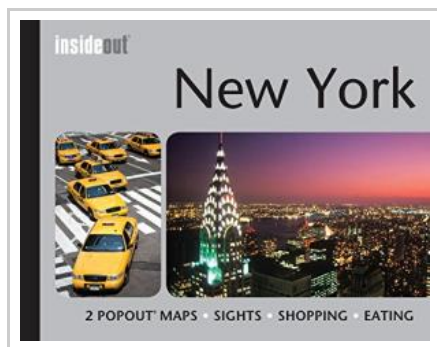 insideout®
New York
2 POPOUT® MAPS • SIGHTS • SHOPPING • EATING